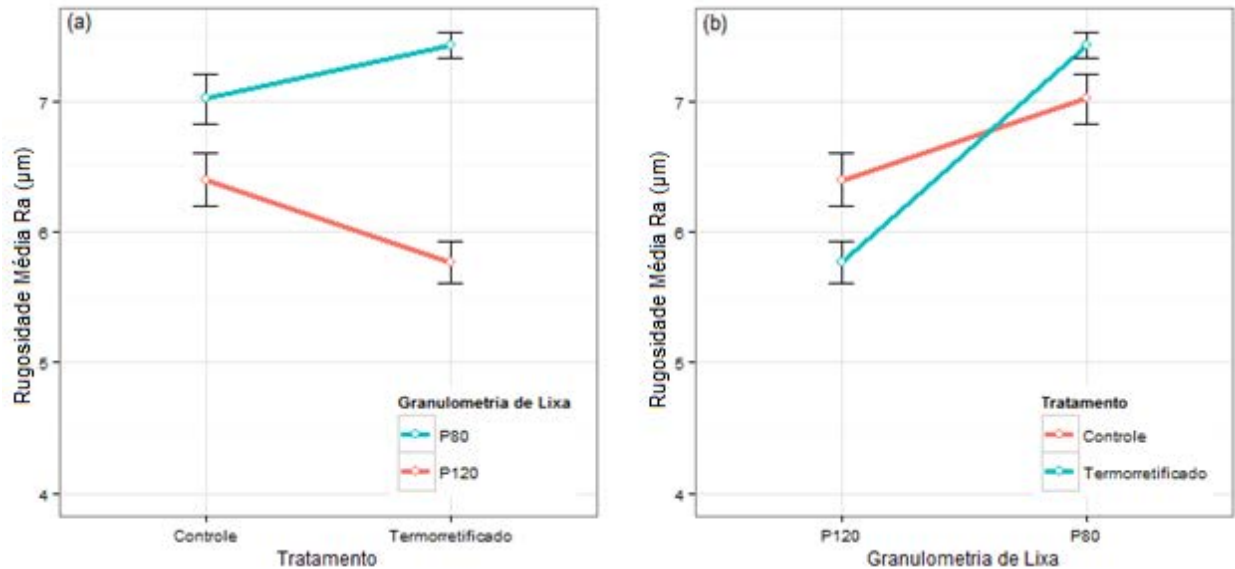 (a)
Rugosidade Média Ra (µm)
7
6
5
4
Granulometria de Lixa
P80
P120
Controle
Termorretificado
Tratamento
(b)
Rugosidade Média Ra (µm)
7
6
5
4
Tratamento
Controle
Termorretificado
P120
P80
Granulometria de Lixa